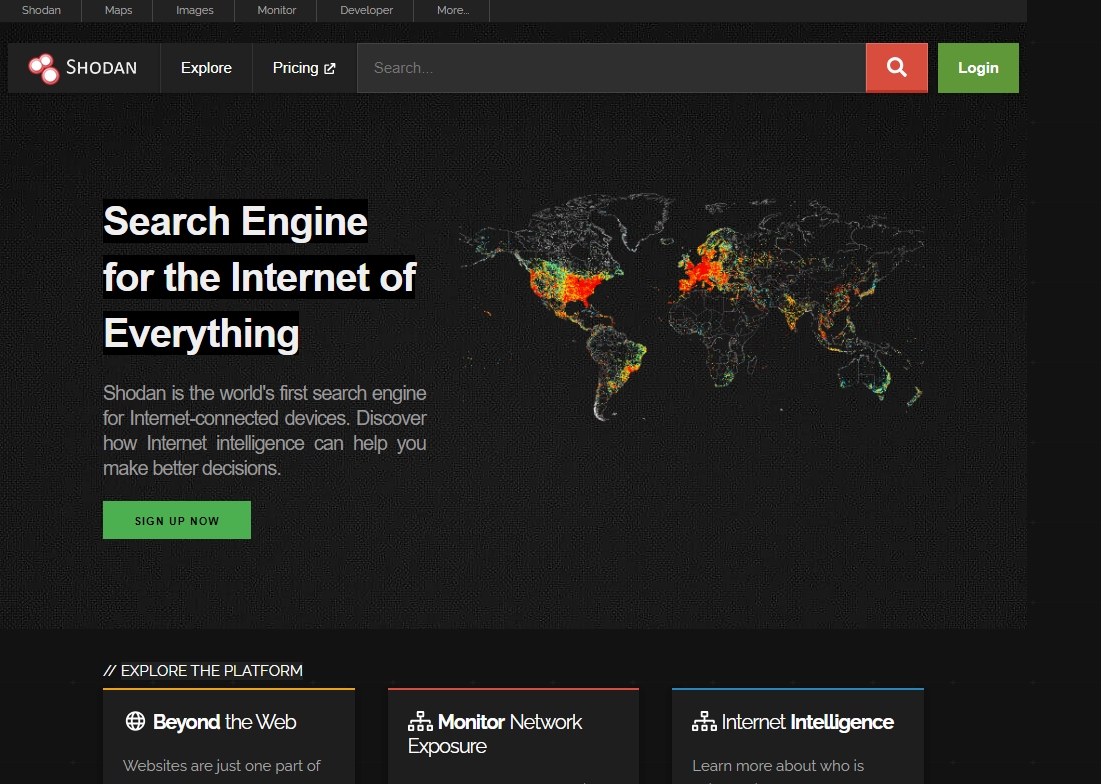 Shodan Maps Images Monitor Developer More...
SHODAN Explore Pricing Search... Login
Search Engine
for the Internet of
Everything
Shodan is the world's first search engine
for Internet-connected devices. Discover
how Internet intelligence can help you
make better decisions.
SIGN UP NOW
// EXPLORE THE PLATFORM
Beyond the Web
Websites are just one part of
Monitor Network
Exposure
Internet Intelligence
Learn more about who is